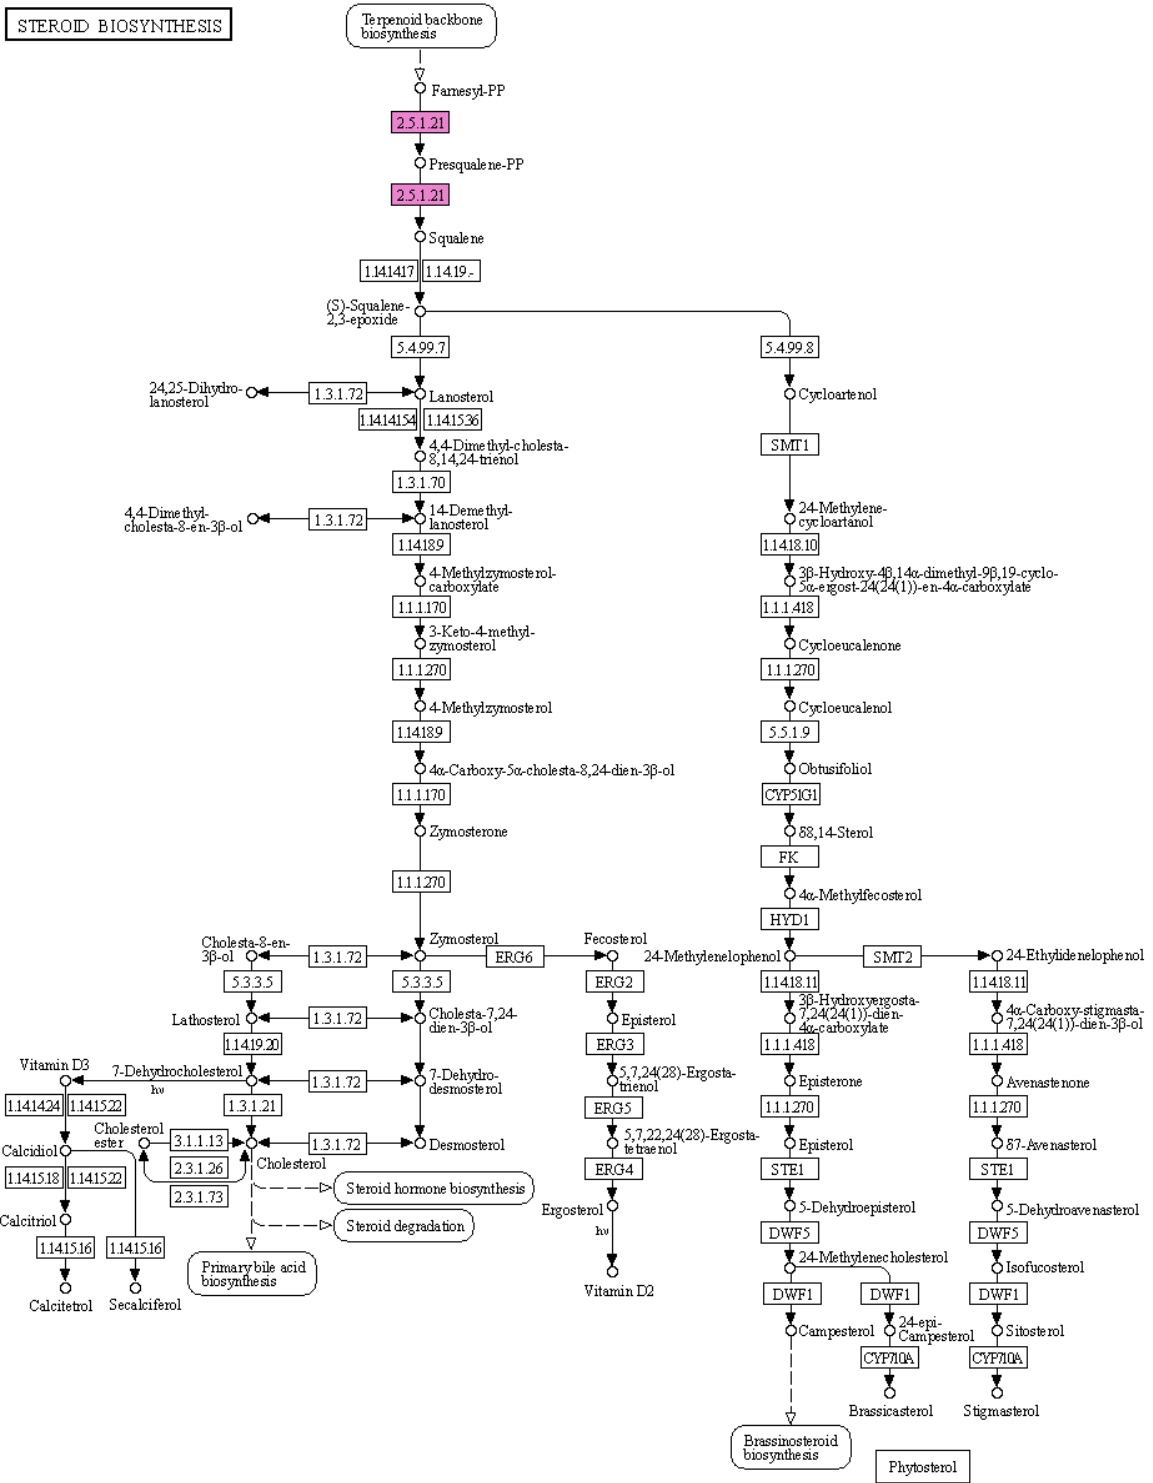 STEROID BIOSYNTHESIS
Terpenoid backbone
biosynthesis
Farnesyl-PP
2.5.1.21
Presqualene-PP
2.5.1.21
Squalene
1.14.14.17
1.14.19.-
(S)-Squalene-
2,3-epoxide
5.4.99.7
5.4.99.8
24,25-Dihydro-
lanosterol
1.3.1.72
Lanosterol
Cycloartenol
1.14.14.154
1.14.15.36
SMT1
4,4-Dimethyl-cholesta-
8,14,24-trienol
1.3.1.70
4,4-Dimethyl-
cholesta-8-en-3β-ol
1.3.1.72
14-Demethyl-
lanosterol
24-Methylene-
cycloartanol
1.14.18.9
1.14.18.10
4-Methylzymosterol-
carboxylate
3β-Hydroxy-4β,14α-dimethyl-9β,19-cyclo-
5α-ergost-24(24(1))-en-4α-carboxylate
1.1.1.170
1.1.1.418
3-Keto-4-methyl-
zymosterol
Cycloeucalenone
1.1.1.270
1.1.1.270
4-Methylzymosterol
Cycloeucalenol
1.14.18.9
5.5.1.9
4α-Carboxy-5α-cholesta-8,24-dien-3β-ol
Obtusifoliol
1.1.1.170
CYP51G1
Zymosterone
δ8,14-Sterol
FK
1.1.1.270
4α-Methylfecosterol
HYD1
Cholesta-8-en-
3β-ol
1.3.1.72
Zymosterol
ERG6
Fecosterol
24-Methylenelophenol
SMT2
24-Ethylidenelophenol
5.3.3.5
5.3.3.5
ERG2
1.14.18.11
1.14.18.11
Lathosterol
1.3.1.72
Cholesta-7,24-
dien-3β-ol
Episterol
3β-Hydroxyergosta-
7,24(24(1))-dien-
4α-carboxylate
4α-Carboxy-stigmasta-
7,24(24(1))-dien-3β-ol
1.14.19.20
ERG3
1.1.1.418
1.1.1.418
Vitamin D3
hν
7-Dehydrocholesterol
1.3.1.72
7-Dehydro-
desmosterol
5,7,24(28)-Ergosta-
trienol
Episterone
Avenastenone
1.14.14.24
1.14.15.22
1.3.1.21
ERG5
1.1.1.270
1.1.1.270
Calcidiol
Cholesterol
ester
3.1.1.13
2.3.1.26
2.3.1.73
Cholesterol
1.3.1.72
Desmosterol
5,7,22,24(28)-Ergosta-
tetraenol
Episterol
δ7-Avenasterol
1.14.15.18
1.14.15.22
ERG4
STE1
STE1
Steroid hormone biosynthesis
Calcitriol
Steroid degradation
Ergosterol
hν
5-Dehydroepisterol
5-Dehydroavenasterol
1.14.15.16
1.14.15.16
DWF5
DWF5
Primary bile acid
biosynthesis
24-Methylenecholesterol
Isofucosterol
Calcitetrol
Secalciferol
Vitamin D2
DWF1
DWF1
DWF1
Campesterol
24-epi-
Campesterol
Sitosterol
CYP710A
CYP710A
Brassicasterol
Stigmasterol
Brassinosteroid
biosynthesis
Phytosterol